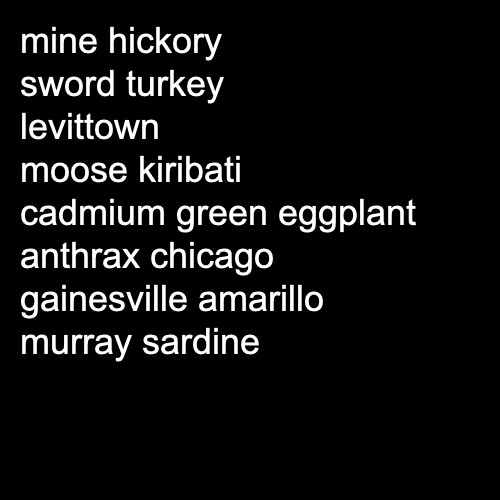 mine hickory
sword turkey
levittown
moose kiribati
cadmium green eggplant
anthrax chicago
gainesville amarillo
murray sardine